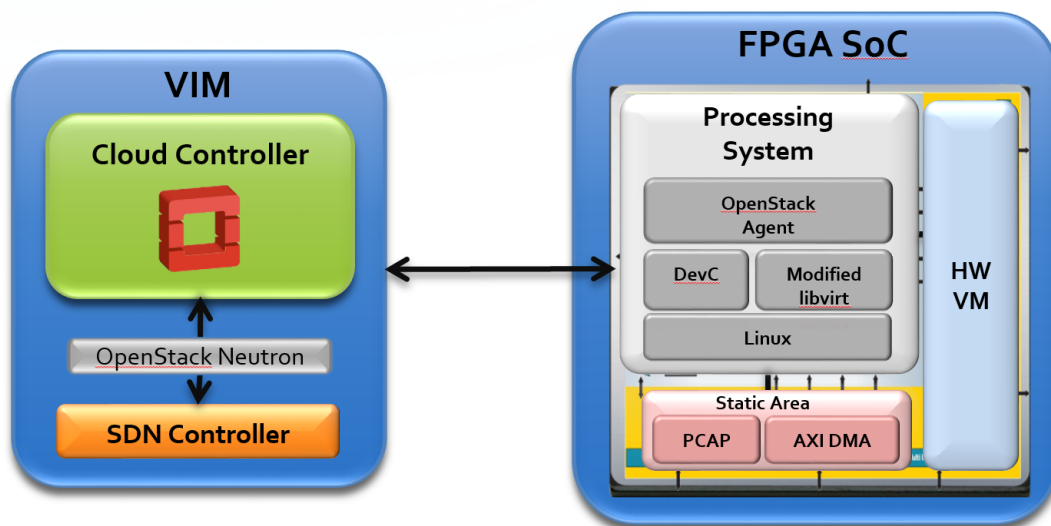 VIM
Cloud Controller
OpenStack Neutron
SDN Controller
FPGA SoC
Processing
System
OpenStack
Agent
DevC
Modified
libvirt
Linux
Static Area
PCAP
AXI DMA
HW
VM